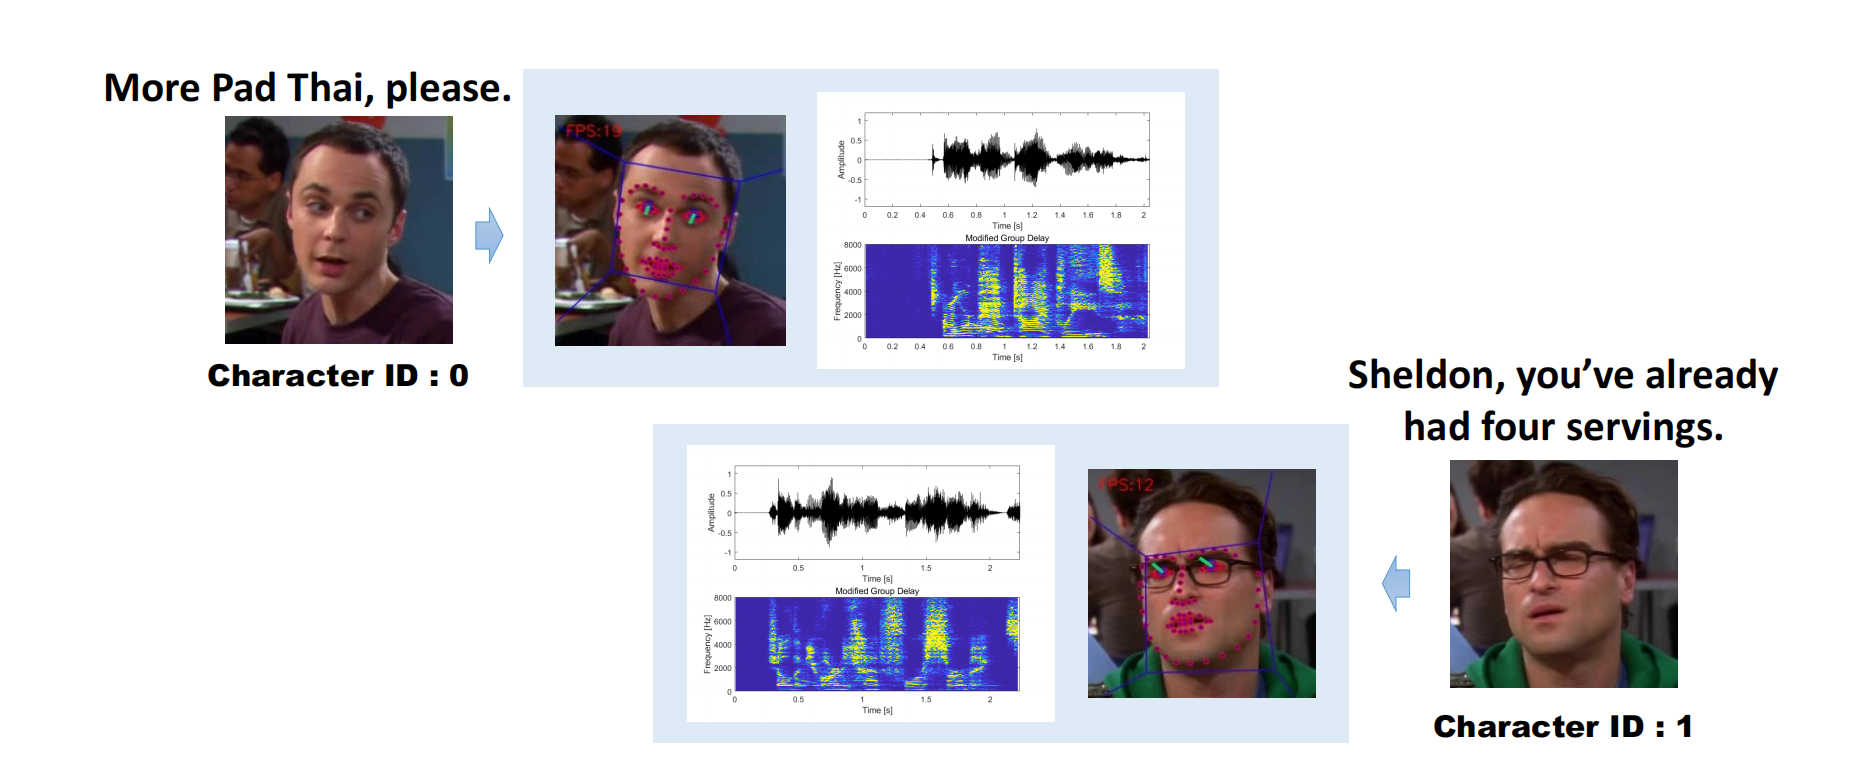 More Pad Thai, please.
FPS:19
Character ID : 0
1
0.5
0
-0.5
-1
Amplitude
0 0.2 0.4 0.6 0.8 1 1.2 1.4 1.6 1.8 2
Time [s]
Modified Group Delay
8000
6000
4000
2000
0
Frequency [Hz]
0 0.2 0.4 0.6 0.8 1 1.2 1.4 1.6 1.8 2
Time [s]
Sheldon, you’ve already
had four servings.
1
0.5
0
-0.5
-1
Amplitude
0 0.5 1 1.5 2
Time [s]
Modified Group Delay
8000
6000
4000
2000
0
Frequency [Hz]
0 0.5 1 1.5 2
Time [s]
FPS:12
Character ID : 1